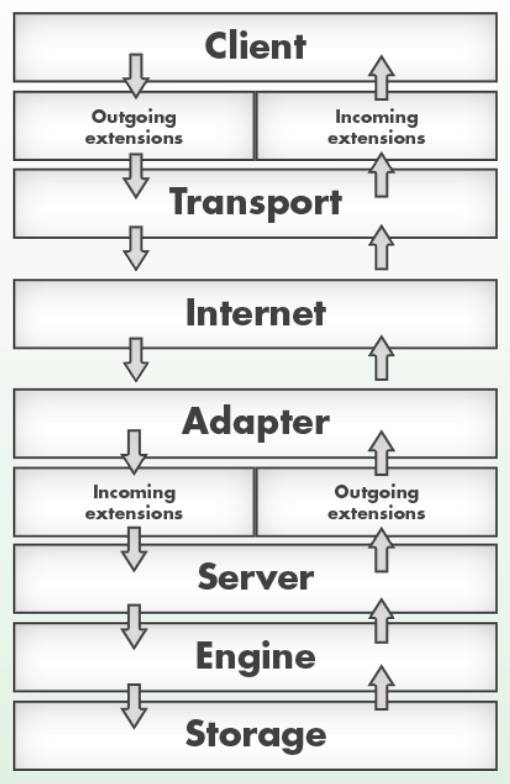 Client
Outgoing
extensions
Incoming
extensions
Transport
Internet
Adapter
Incoming
extensions
Outgoing
extensions
Server
Engine
Storage